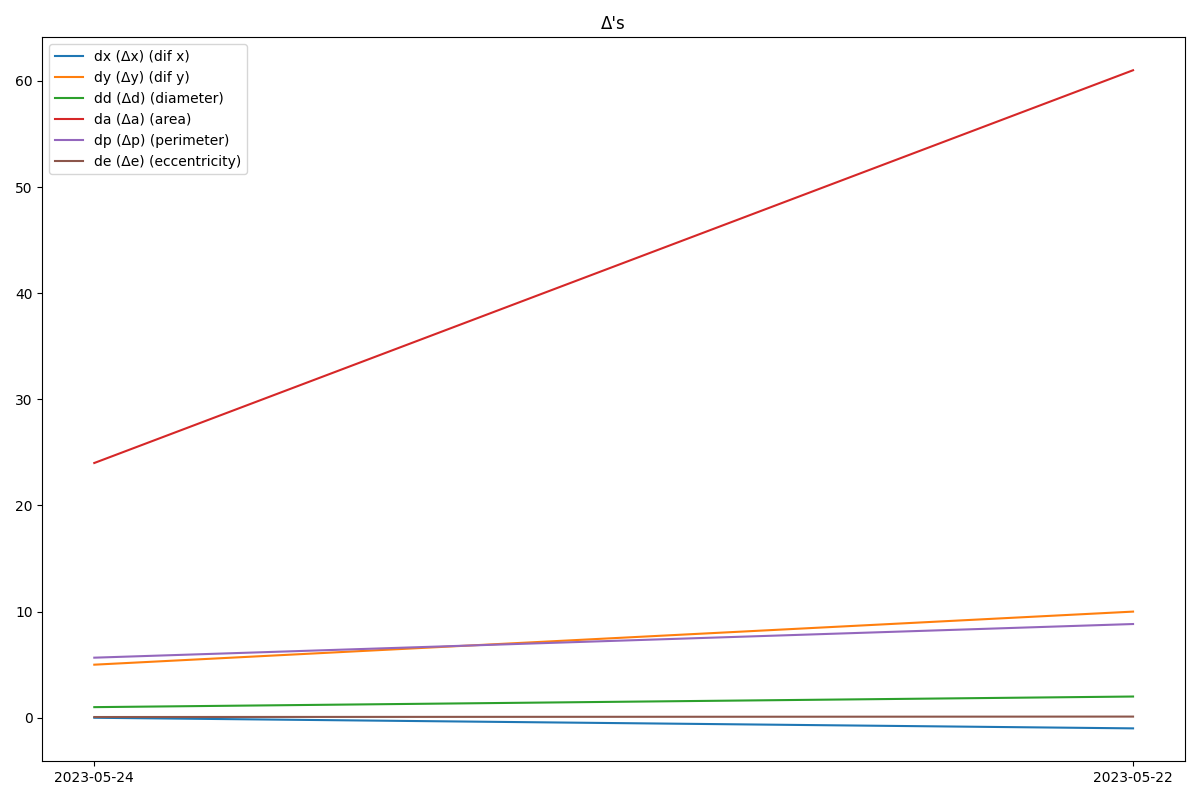 Δ's
dx (Δx) (dif x)
dy (Δy) (dif y)
dd (Δd) (diameter)
da (Δa) (area)
dp (Δp) (perimeter)
de (Δe) (eccentricity)
60
50
40
30
20
10
0
2023-05-24 2023-05-22